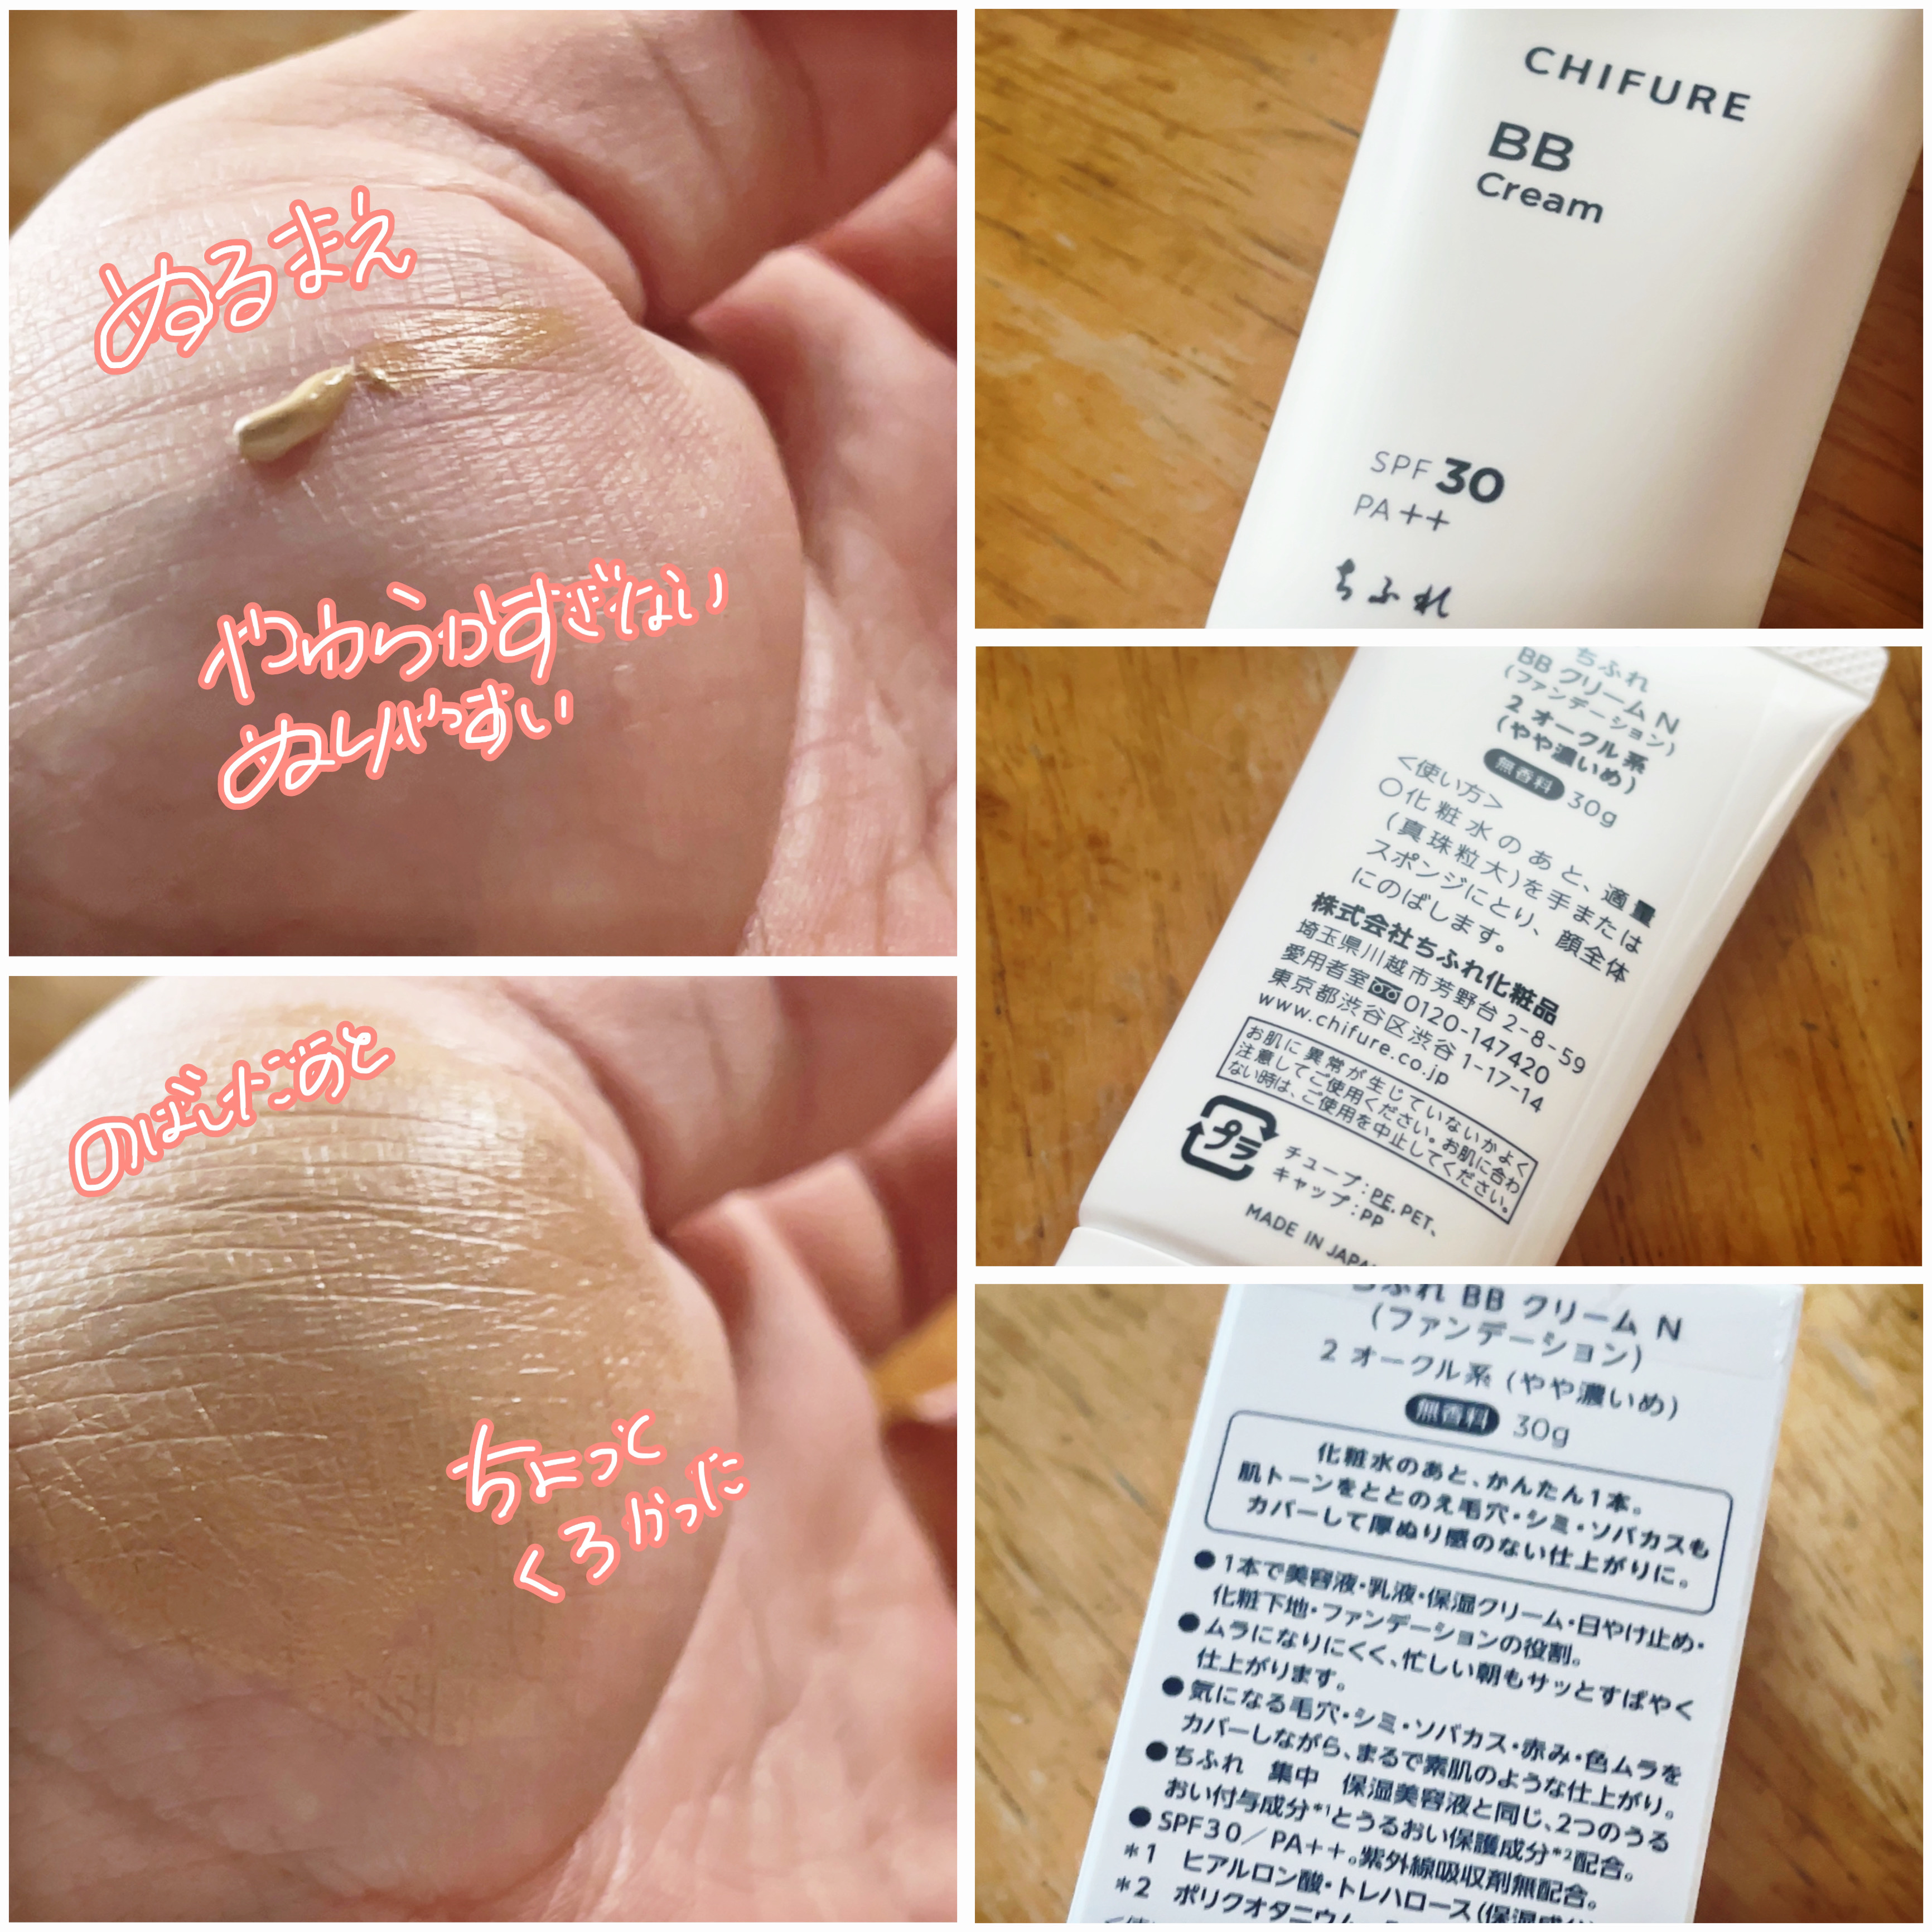 ぬるまえ
やわらかすぎない
ぬりやすい
のばしたごあと
ちょっと
くろかった
CHIFURE
BB
Cream
SPF 30
PA ++
ちふれ
ちふれ
BB クリーム N
(ファンデーション)
2 オークル系
(やや濃いめ)
無香料 30g
<使い方>
○化粧水のあと、適量
(真珠粒大)を手または
スポンジにとり、顔全体
にのばします。
株式会社ちふれ化粧品
埼玉県川越市芳野台 2-8-59
愛用者室 0120-147420
東京都渋谷区渋谷 1-17-14
www.chifure.co.jp
お肌に異常が生じていないかよく
注意してご使用ください。お肌に合わ
ない時は、ご使用を中止してください。
プラ
チューブ:PE, PET、
キャップ:PP
MADE IN JAPAN
ちふれ BB クリーム N
(ファンデーション)
2 オークル系 (やや濃いめ)
無香料 30g
化粧水のあと、かんたん1本。
肌トーンをととのえ毛穴・シミ・ソバカスも
カバーして厚ぬり感のない仕上がりに。
●1本で美容液・乳液・保湿クリーム・日やけ止め・
化粧下地・ファンデーションの役割。
●ムラになりにくく、忙しい朝もサッとすばやく
仕上がります。
●気になる毛穴・シミ・ソバカス・赤み・色ムラを
カバーしながら、まるで素肌のような仕上がり。
●ちふれ 集中 保湿美容液と同じ、2つのうる
おい付与成分*1とうるおい保護成分*2配合。
●SPF30/PA++。紫外線吸収剤無配合。
*1 ヒアルロン酸・トレハロース(保湿成分)
*2 ポリクオタニウム